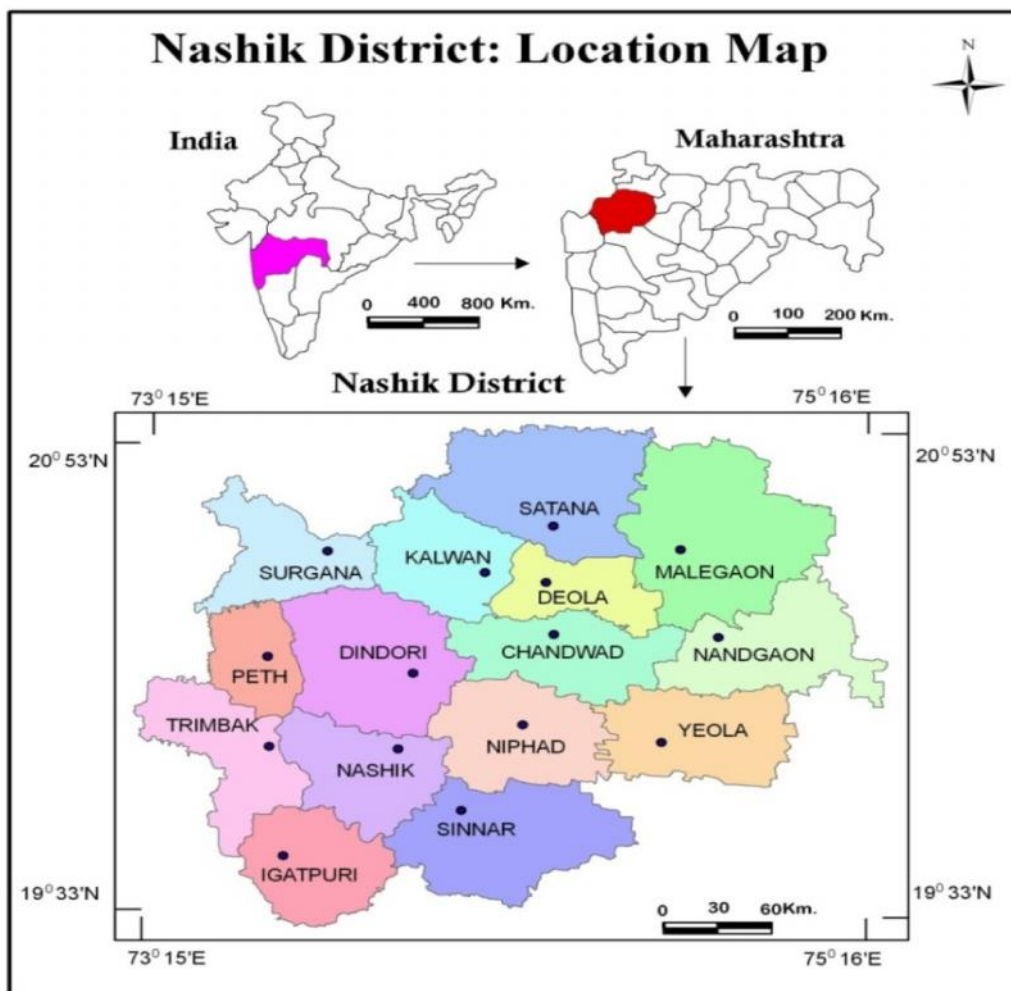 Nashik District: Location Map
N
India
Maharashtra
0 400 800 Km.
0 100 200 Km.
Nashik District
73⁰ 15'E
75⁰ 16'E
20⁰ 53'N
20⁰ 53'N
SATANA
KALWAN
SURGANA
DEOLA
MALEGAON
DINDORI
CHANDWAD
NANDGAON
PETH
TRIMBAK
NASHIK
NIPHAD
YEOLA
SINNAR
IGATPURI
19⁰ 33'N
19⁰ 33'N
0 30 60Km.
73⁰ 15'E
75⁰ 16'E